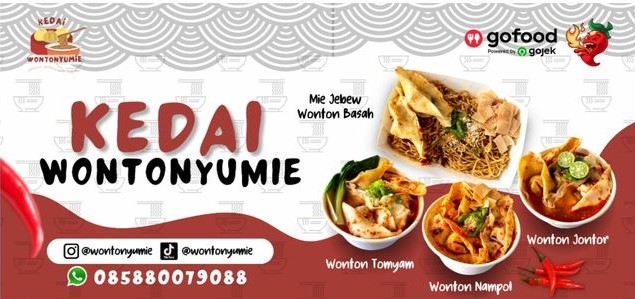 KEDAI
WONTONYUMIE
gofood
Powered by gojek
Mie Jebew
Wonton Basah
KEDAI
WONTONYUMIE
@wontonyumie
@wontonyumie
085880079088
Wonton Tomyam
Wonton Nampol
Wonton Jontor